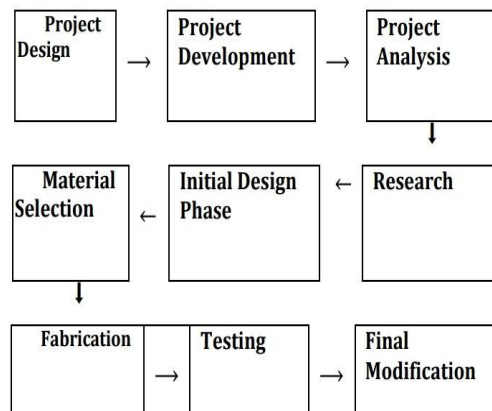 Project
Design
Project
Development
Project
Analysis
Research
Initial Design
Phase
Material
Selection
Fabrication
Testing
Final
Modification